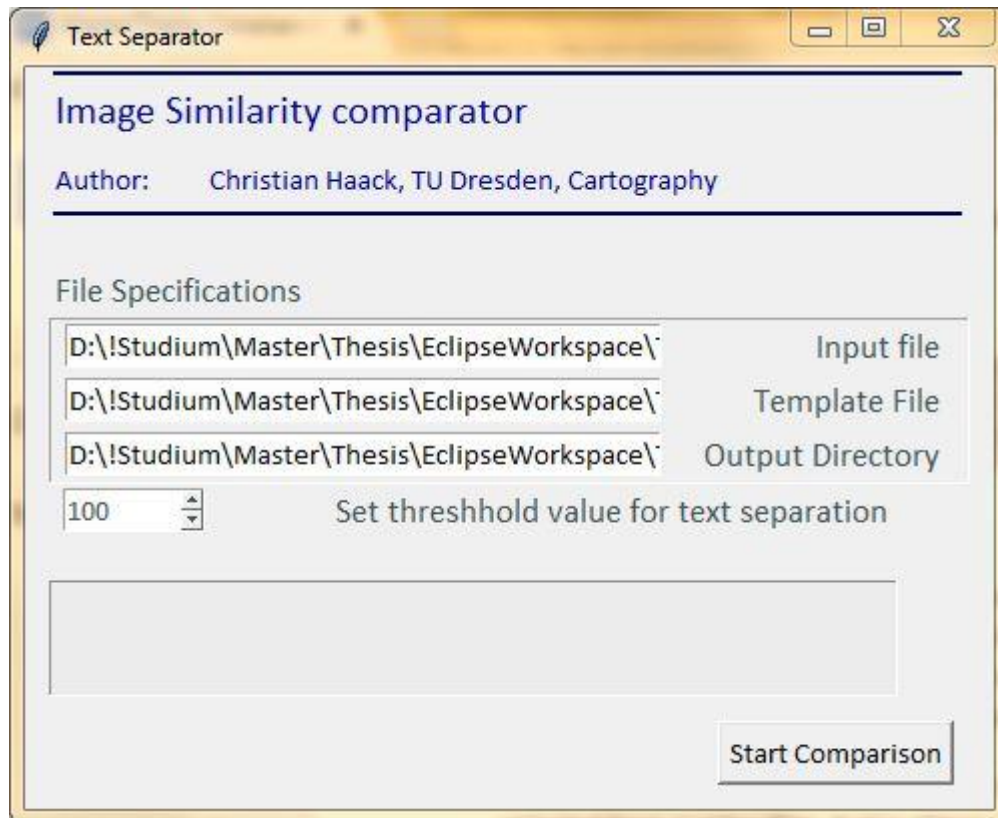 Text Separator
Image Similarity comparator
Author: Christian Haack, TU Dresden, Cartography
File Specifications
D:\!Studium\Master\Thesis\EclipseWorkspace\ Input file
D:\!Studium\Master\Thesis\EclipseWorkspace\ Template File
D:\!Studium\Master\Thesis\EclipseWorkspace\ Output Directory
100 Set threshhold value for text separation
Start Comparison